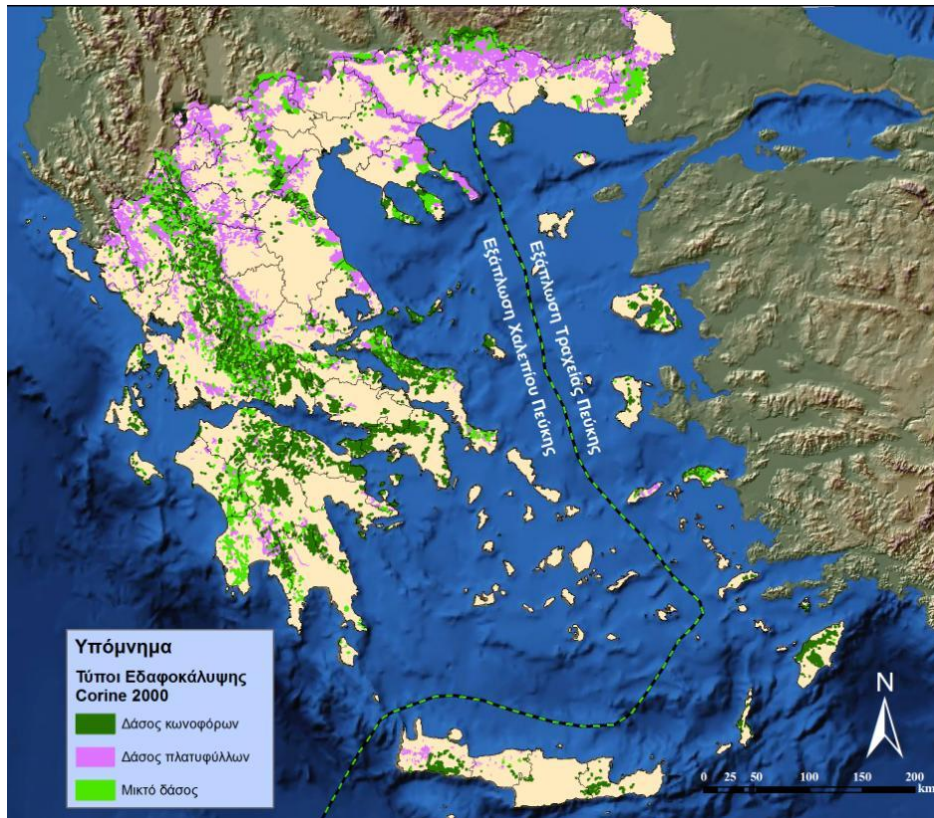 Εξάπλωση Χαλεπίου Πεύκης
Εξάπλωση Τραχείας Πεύκης
Υπόμνημα
Τύποι Εδαφοκάλυψης
Corine 2000
Δάσος κωνοφόρων
Δάσος πλατυφύλλων
Μικτό δάσος
N
0 25 50 100 150 200
km